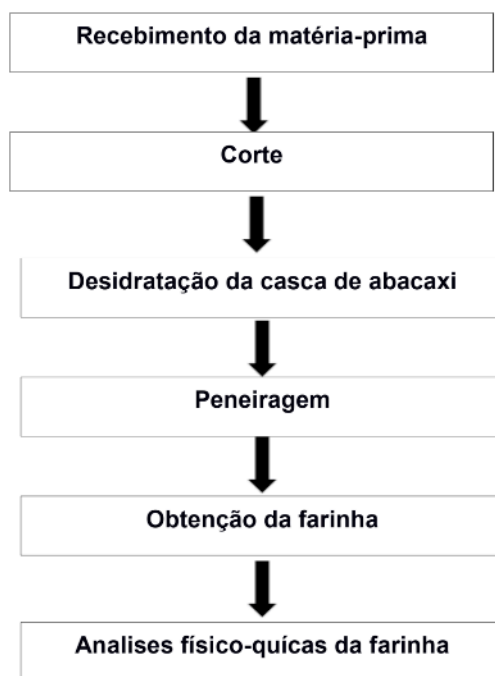 Recebimento da matéria-prima
Corte
Desidratação da casca de abacaxi
Peneiragem
Obtenção da farinha
Analises físico-quícas da farinha